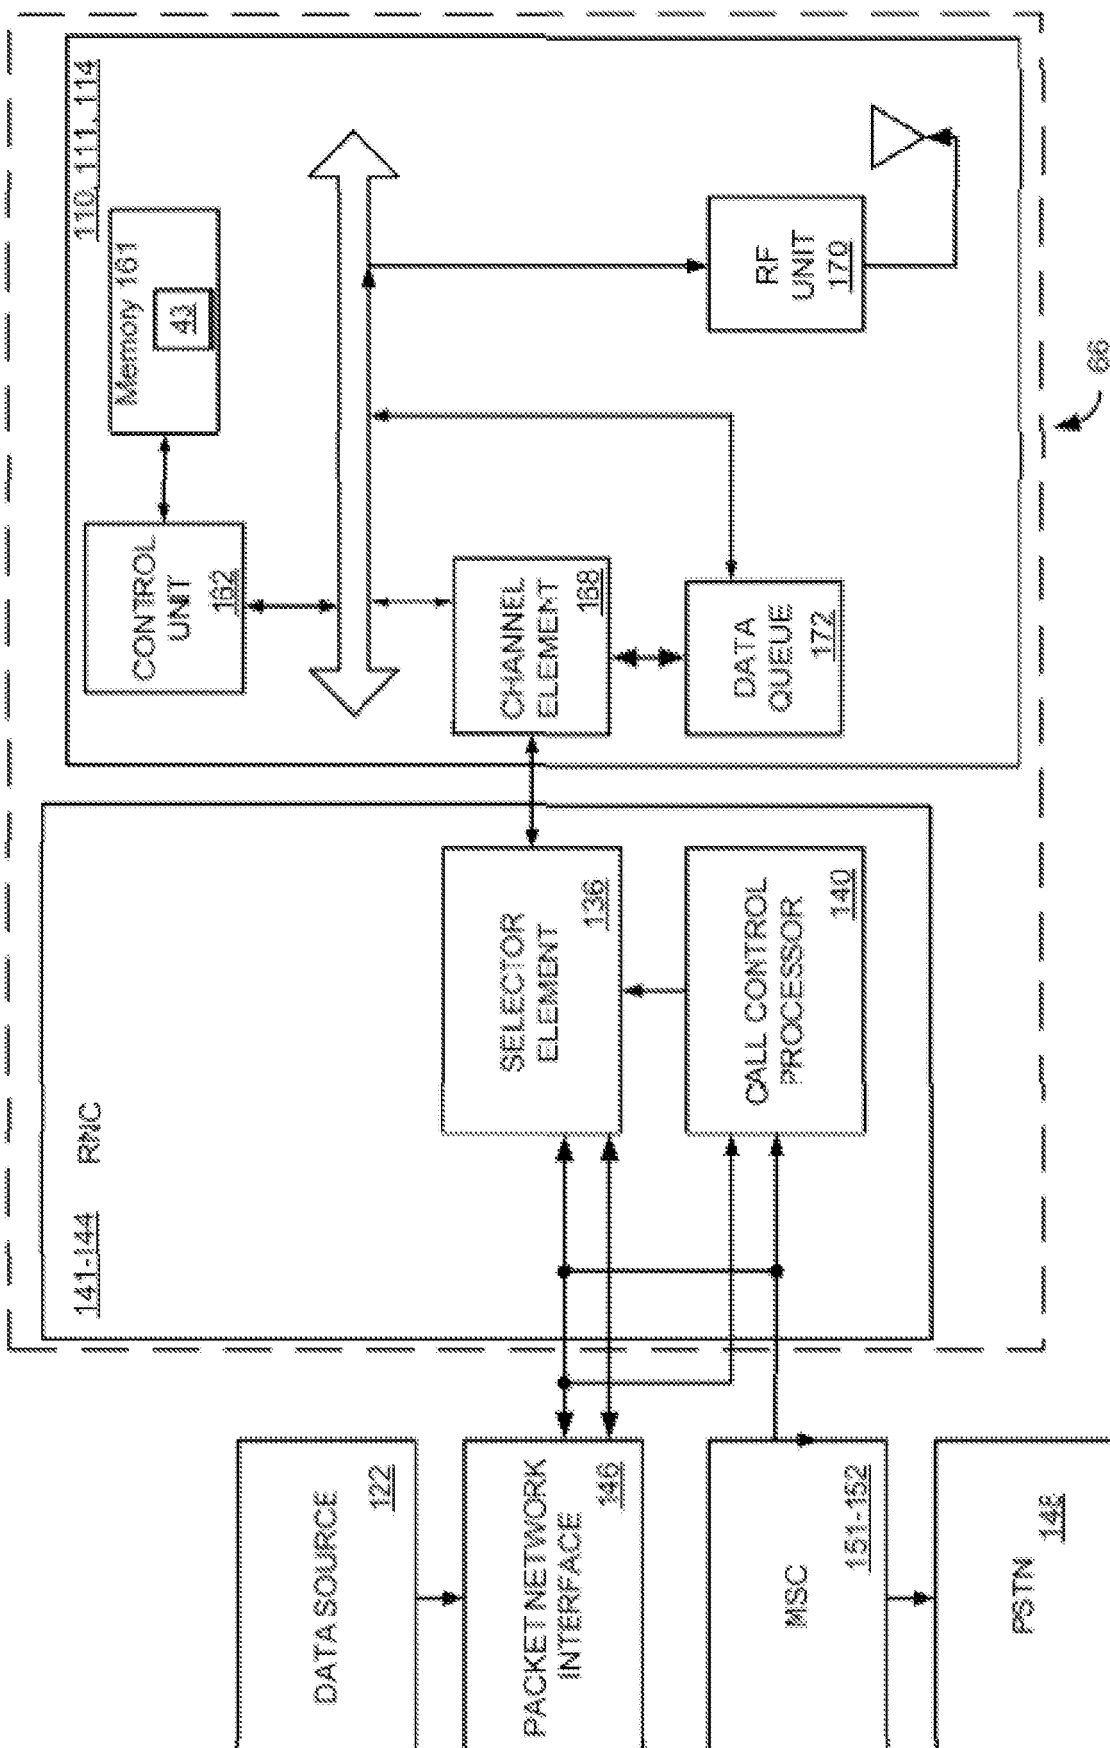 141-144 RNC
110, 111, 114
Memory 161
43
CONTROL
UNIT
162
DATA SOURCE
122
PACKET NETWORK
INTERFACE
146
SELECTOR
ELEMENT
136
CHANNEL
ELEMENT
168
CALL CONTROL
PROCESSOR
140
DATA
QUEUE
172
RF
UNIT
170
MSC
151-152
PSTN
148
66